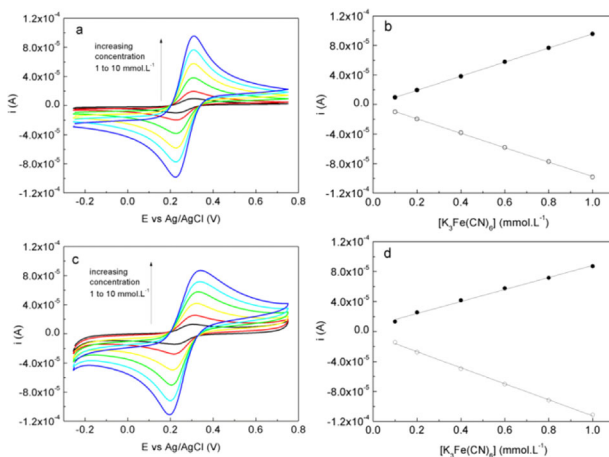 a
increasing
concentration
1 to 10 mmol.L⁻¹
i (A)
1.2x10⁻⁴
8.0x10⁻⁵
4.0x10⁻⁵
0.0
-4.0x10⁻⁵
-8.0x10⁻⁵
-1.2x10⁻⁴
-0.2 0.0 0.2 0.4 0.6 0.8
E vs Ag/AgCl (V)
b
i (A)
1.2x10⁻⁴
8.0x10⁻⁵
4.0x10⁻⁵
0.0
-4.0x10⁻⁵
-8.0x10⁻⁵
-1.2x10⁻⁴
0.0 0.2 0.4 0.6 0.8 1.0
[K₃Fe(CN)₆] (mmol.L⁻¹)
c
increasing
concentration
1 to 10 mmol.L⁻¹
i (A)
1.2x10⁻⁴
8.0x10⁻⁵
4.0x10⁻⁵
0.0
-4.0x10⁻⁵
-8.0x10⁻⁵
-1.2x10⁻⁴
-0.2 0.0 0.2 0.4 0.6 0.8
E vs Ag/AgCl (V)
d
i (A)
1.2x10⁻⁴
8.0x10⁻⁵
4.0x10⁻⁵
0.0
-4.0x10⁻⁵
-8.0x10⁻⁵
-1.2x10⁻⁴
0.0 0.2 0.4 0.6 0.8 1.0
[K₃Fe(CN)₆] (mmol.L⁻¹)